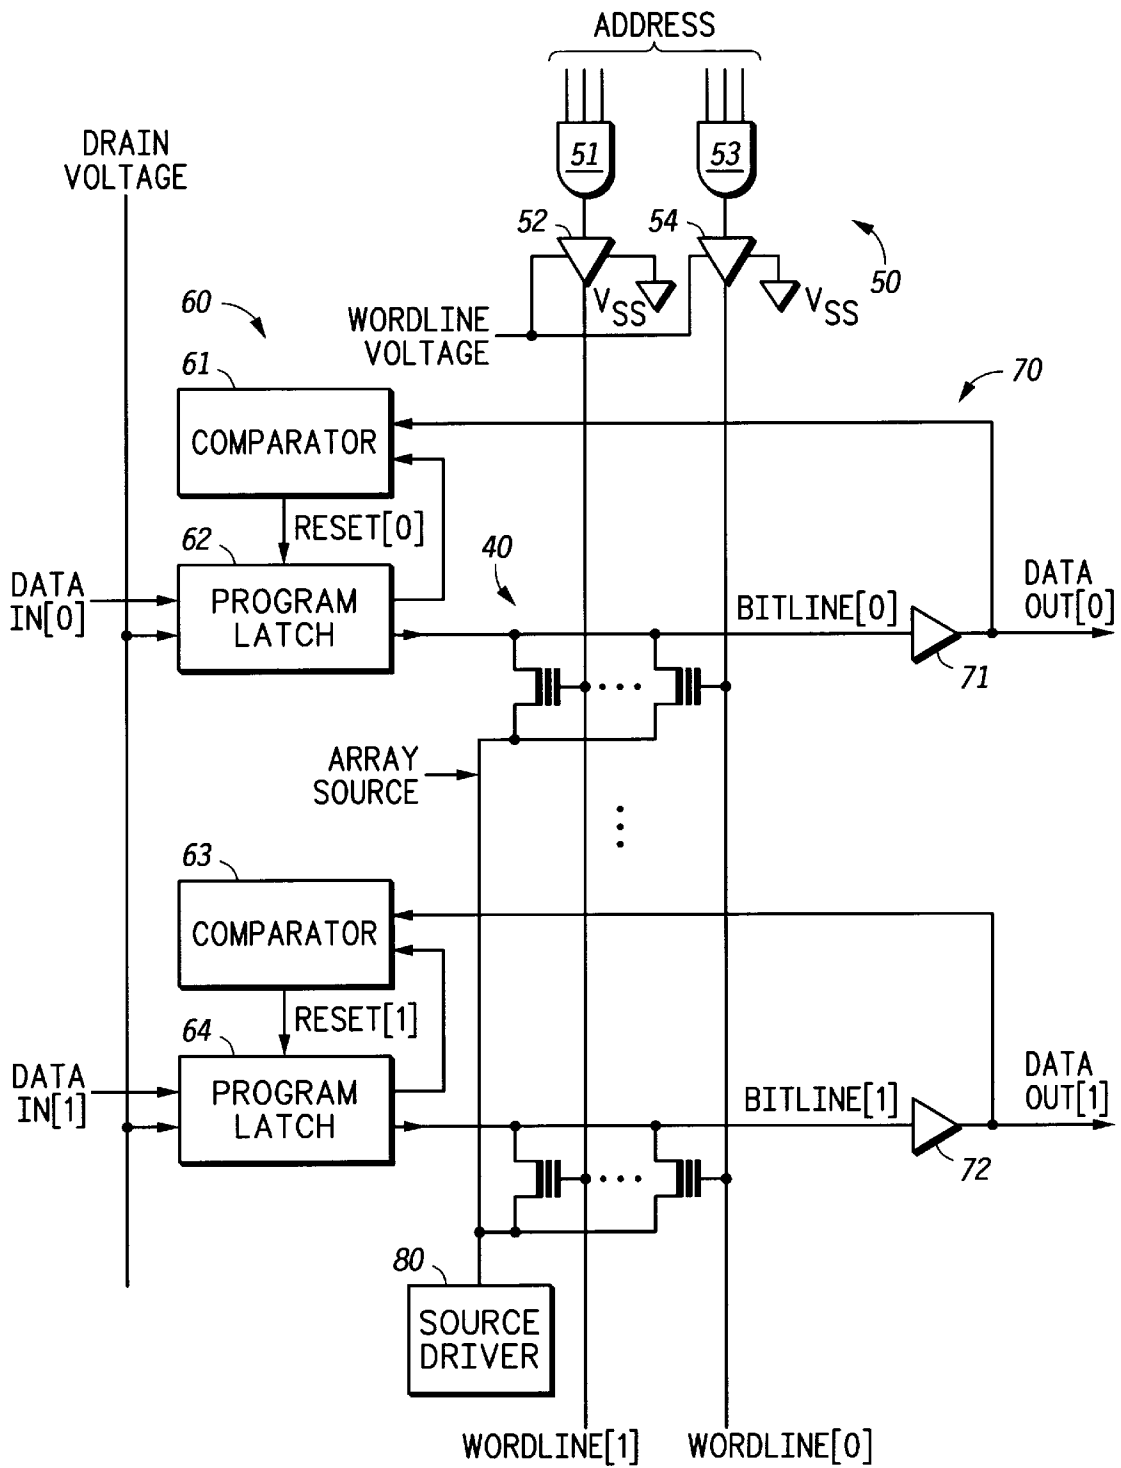 ADDRESS
DRAIN
VOLTAGE
51
53
52
54
50
V_SS
V_SS
60
WORDLINE
VOLTAGE
61
70
COMPARATOR
RESET[0]
62
40
DATA
IN[0]
PROGRAM
LATCH
BITLINE[0]
DATA
OUT[0]
71
ARRAY
SOURCE
63
COMPARATOR
RESET[1]
64
DATA
IN[1]
PROGRAM
LATCH
BITLINE[1]
DATA
OUT[1]
72
80
SOURCE
DRIVER
WORDLINE[1]
WORDLINE[0]